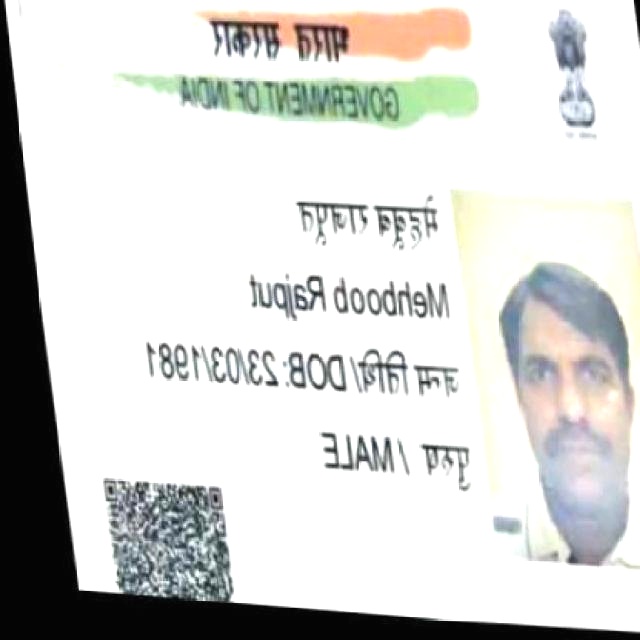 भारत सरकार
GOVERNMENT OF INDIA
मेहबूब राजपूत
Mehboob Rajput
जन्म तिथि/ DOB: 23/03/1981
पुरुष / MALE